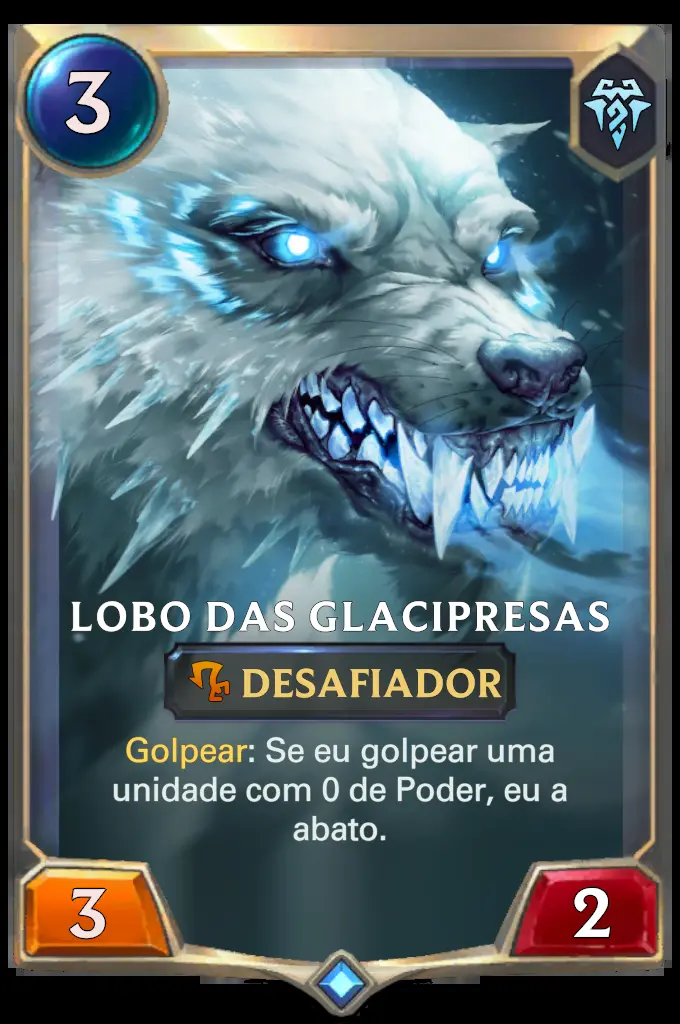 3
LOBO DAS GLACIPRESAS
DESAFIADOR
Golpear: Se eu golpear uma
unidade com 0 de Poder, eu a
abato.
3
2